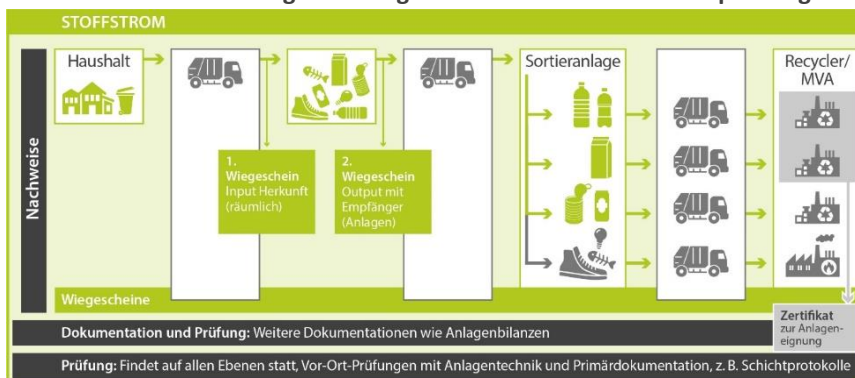 STOFFSTROM
Nachweise
Haushalt
Sortieranlage
Recycler/
MVA
1.
Wiegeschein
Input Herkunft
(räumlich)
2.
Wiegeschein
Output mit
Empfänger
(Anlagen)
Wiegescheine
Zertifikat
zur Anlagen-
eignung
Dokumentation und Prüfung: Weitere Dokumentationen wie Anlagenbilanzen
Prüfung: Findet auf allen Ebenen statt, Vor-Ort-Prüfungen mit Anlagentechnik und Primärdokumentation, z. B. Schichtprotokolle